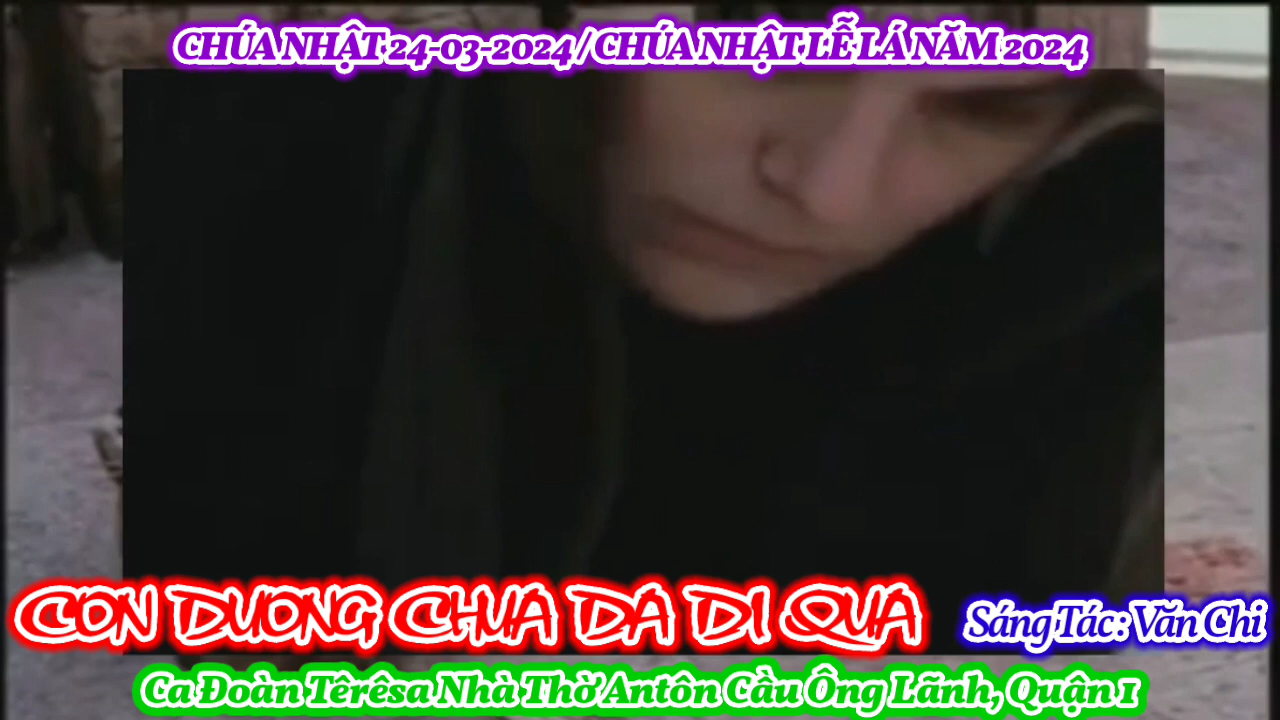 CHÚA NHẬT 24-03-2024 / CHÚA NHẬT LỄ LÁ NĂM 2024
CON DUONG CHUA DA DI QUA
Sáng Tác : Văn Chi
Ca Đoàn Têrêsa Nhà Thờ Antôn Cầu Ông Lãnh, Quận 1